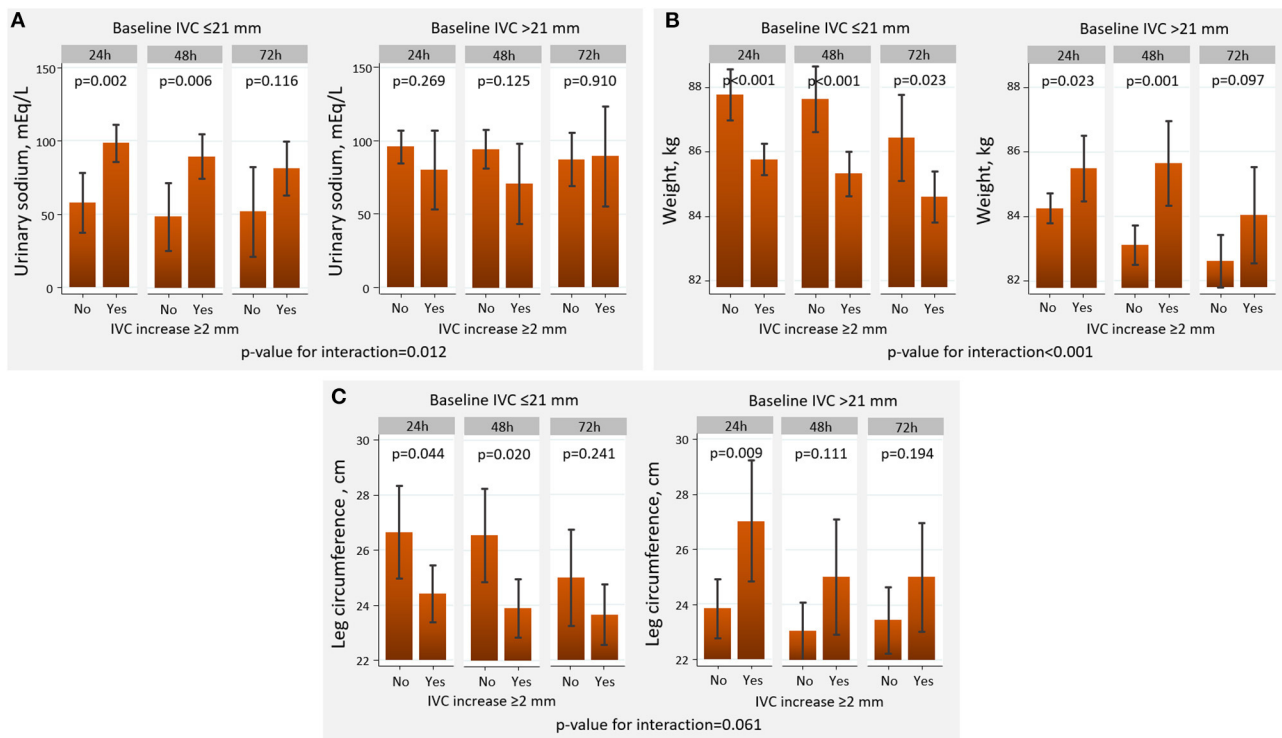 A
Baseline IVC ≤21 mm
Baseline IVC >21 mm
24h 48h 72h
24h 48h 72h
p=0.002 p=0.006 p=0.116
p=0.269 p=0.125 p=0.910
Urinary sodium, mEq/L
150
100
50
0
Urinary sodium, mEq/L
150
100
50
0
No Yes No Yes No Yes
No Yes No Yes No Yes
IVC increase ≥2 mm
IVC increase ≥2 mm
p-value for interaction=0.012
B
Baseline IVC ≤21 mm
Baseline IVC >21 mm
24h 48h 72h
24h 48h 72h
p<0.001 p<0.001 p=0.023
p=0.023 p=0.001 p=0.097
Weight, kg
88
86
84
82
Weight, kg
88
86
84
82
No Yes No Yes No Yes
No Yes No Yes No Yes
IVC increase ≥2 mm
IVC increase ≥2 mm
p-value for interaction<0.001
C
Baseline IVC ≤21 mm
Baseline IVC >21 mm
24h 48h 72h
24h 48h 72h
p=0.044 p=0.020 p=0.241
p=0.009 p=0.111 p=0.194
Leg circumference , cm
30
28
26
24
22
Leg circumference, cm
30
28
26
24
22
No Yes No Yes No Yes
No Yes No Yes No Yes
IVC increase ≥2 mm
IVC increase ≥2 mm
p-value for interaction=0.061